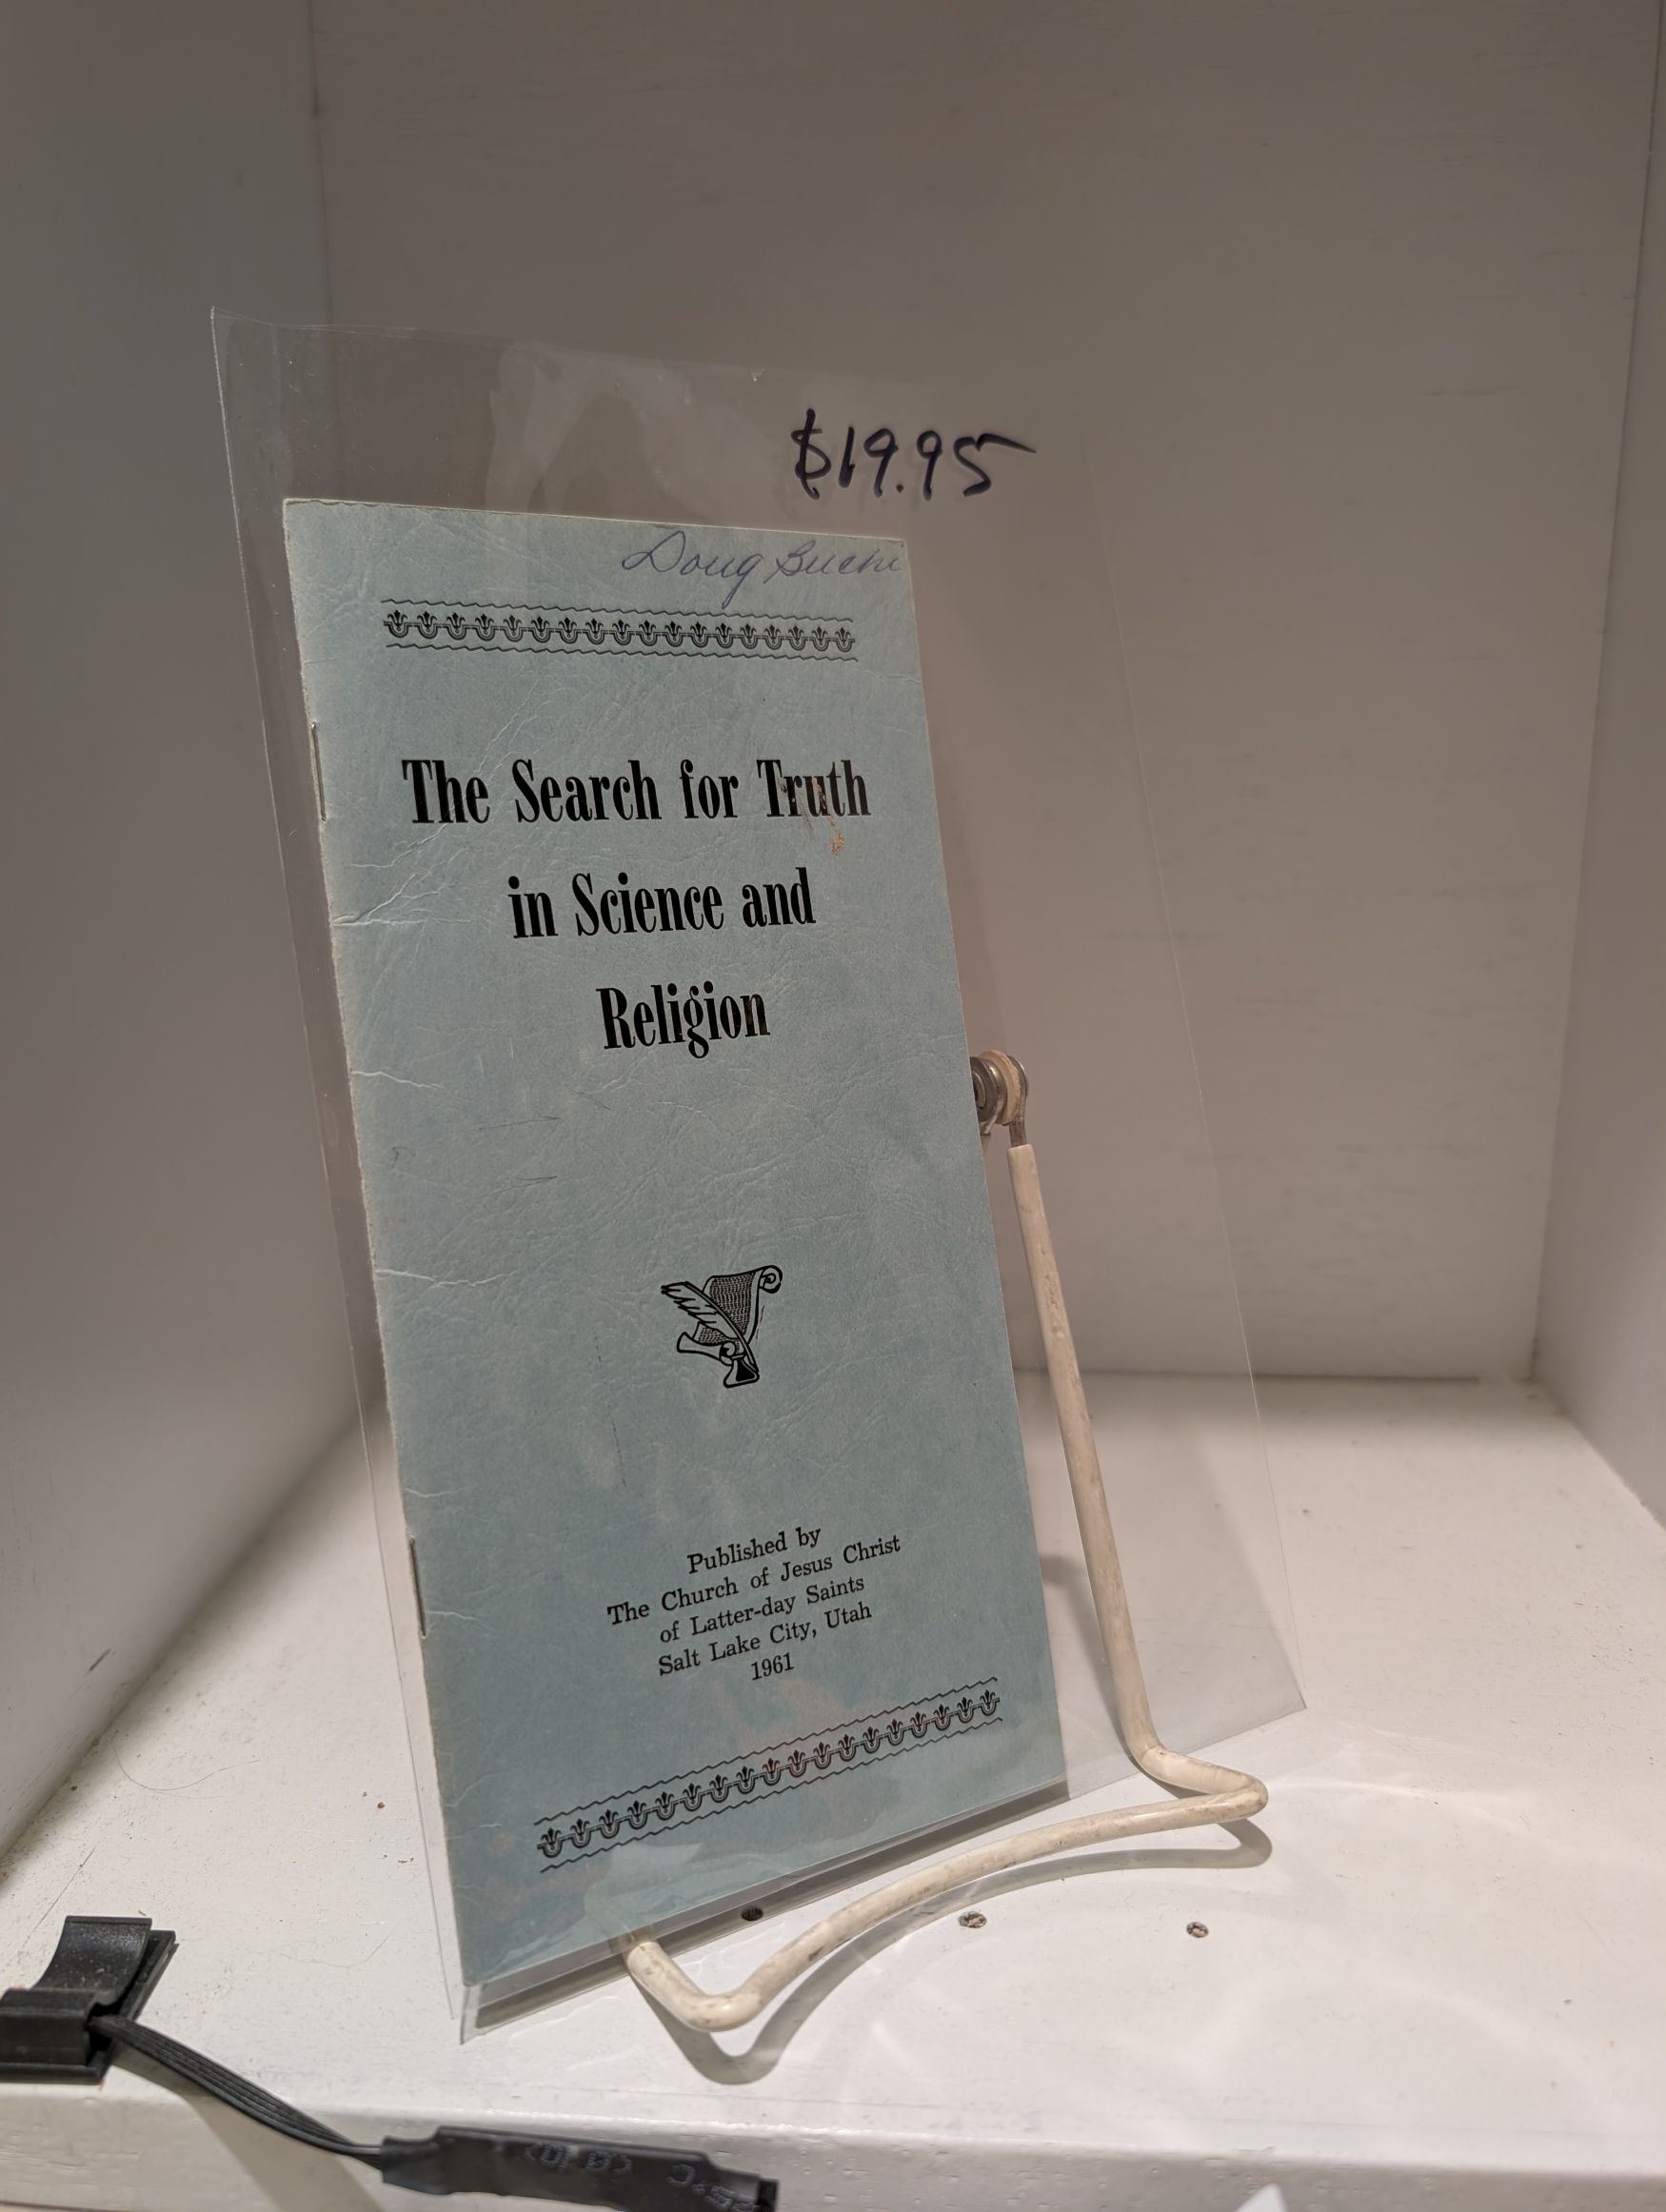 $19.95
Doug
The Search for Truth
in Science and
Religion
Published by
The Church of Jesus Christ
of Latter-day Saints
Salt Lake City, Utah
1961